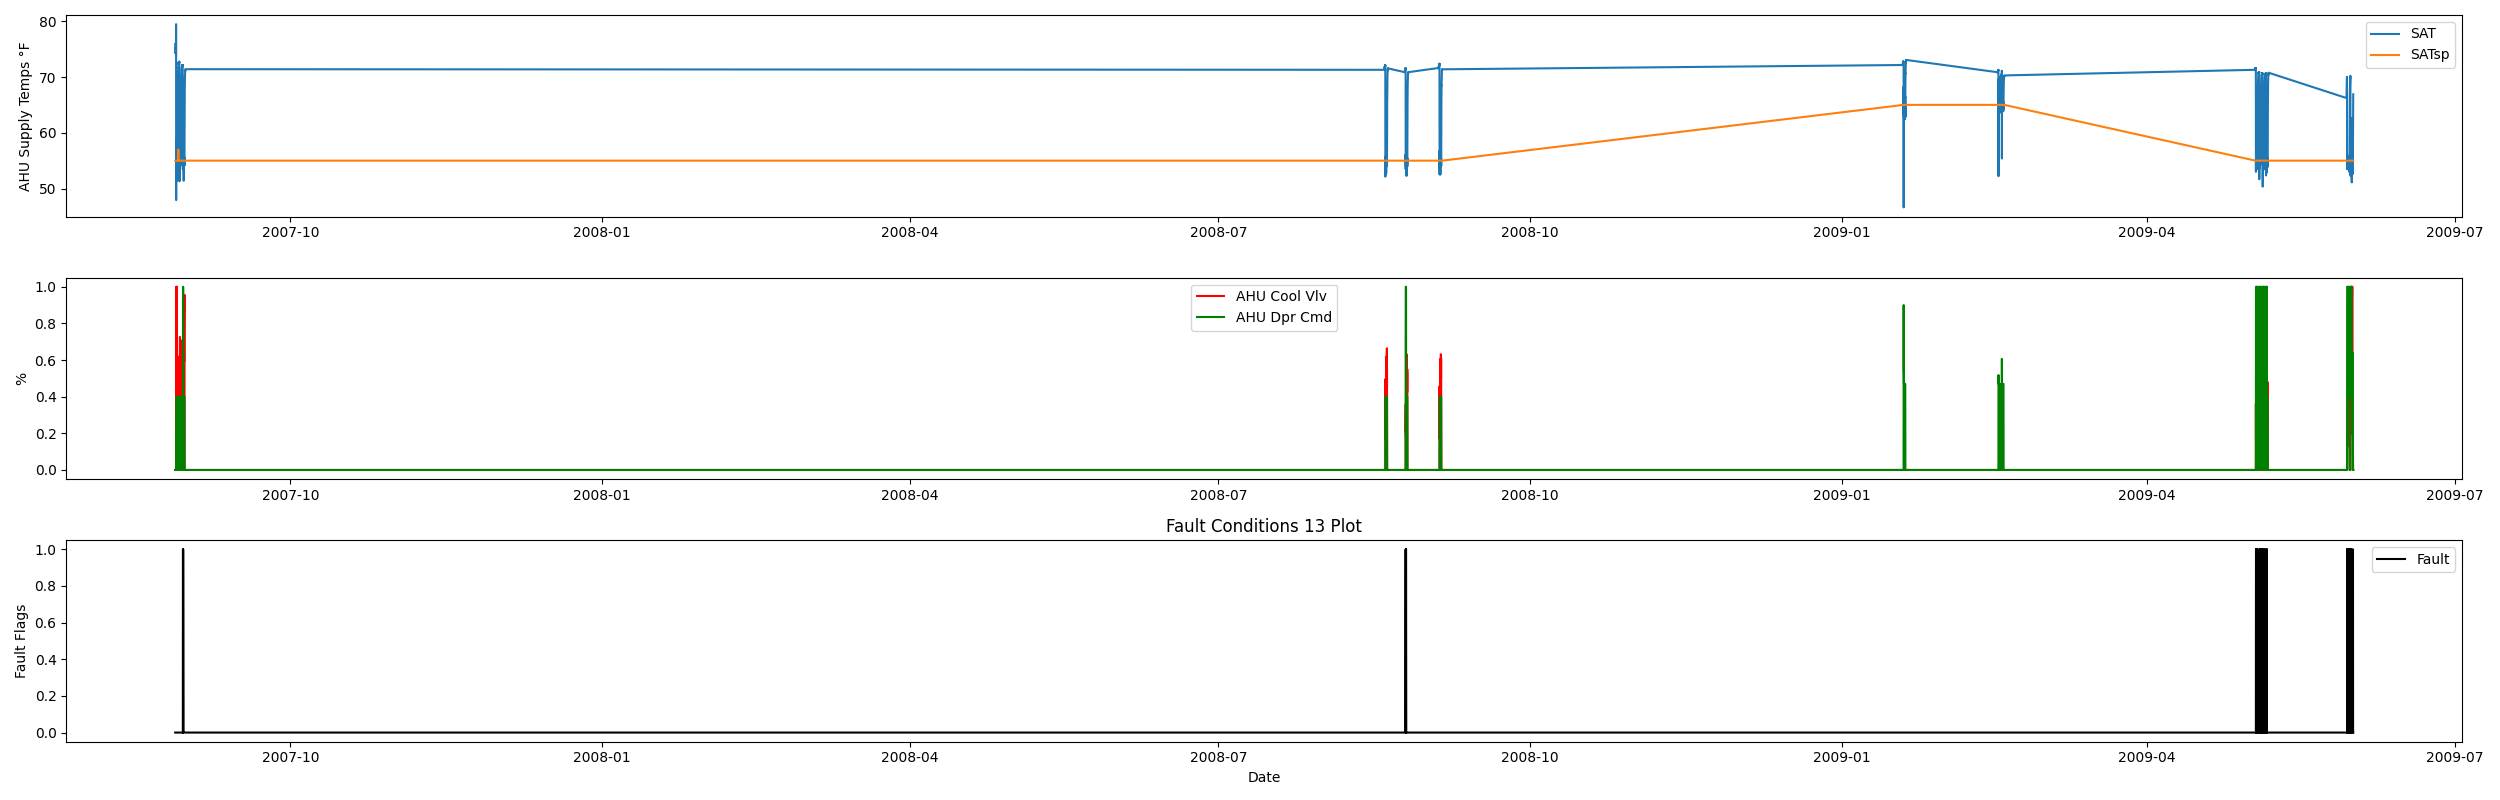 AHU Supply Temps °F
80
70
60
50
SAT
SATsp
2007-10 2008-01 2008-04 2008-07 2008-10 2009-01 2009-04 2009-07
%
1.0
0.8
0.6
0.4
0.2
0.0
AHU Cool Vlv
AHU Dpr Cmd
2007-10 2008-01 2008-04 2008-07 2008-10 2009-01 2009-04 2009-07
Fault Conditions 13 Plot
Fault Flags
1.0
0.8
0.6
0.4
0.2
0.0
Fault
2007-10 2008-01 2008-04 2008-07 2008-10 2009-01 2009-04 2009-07
Date